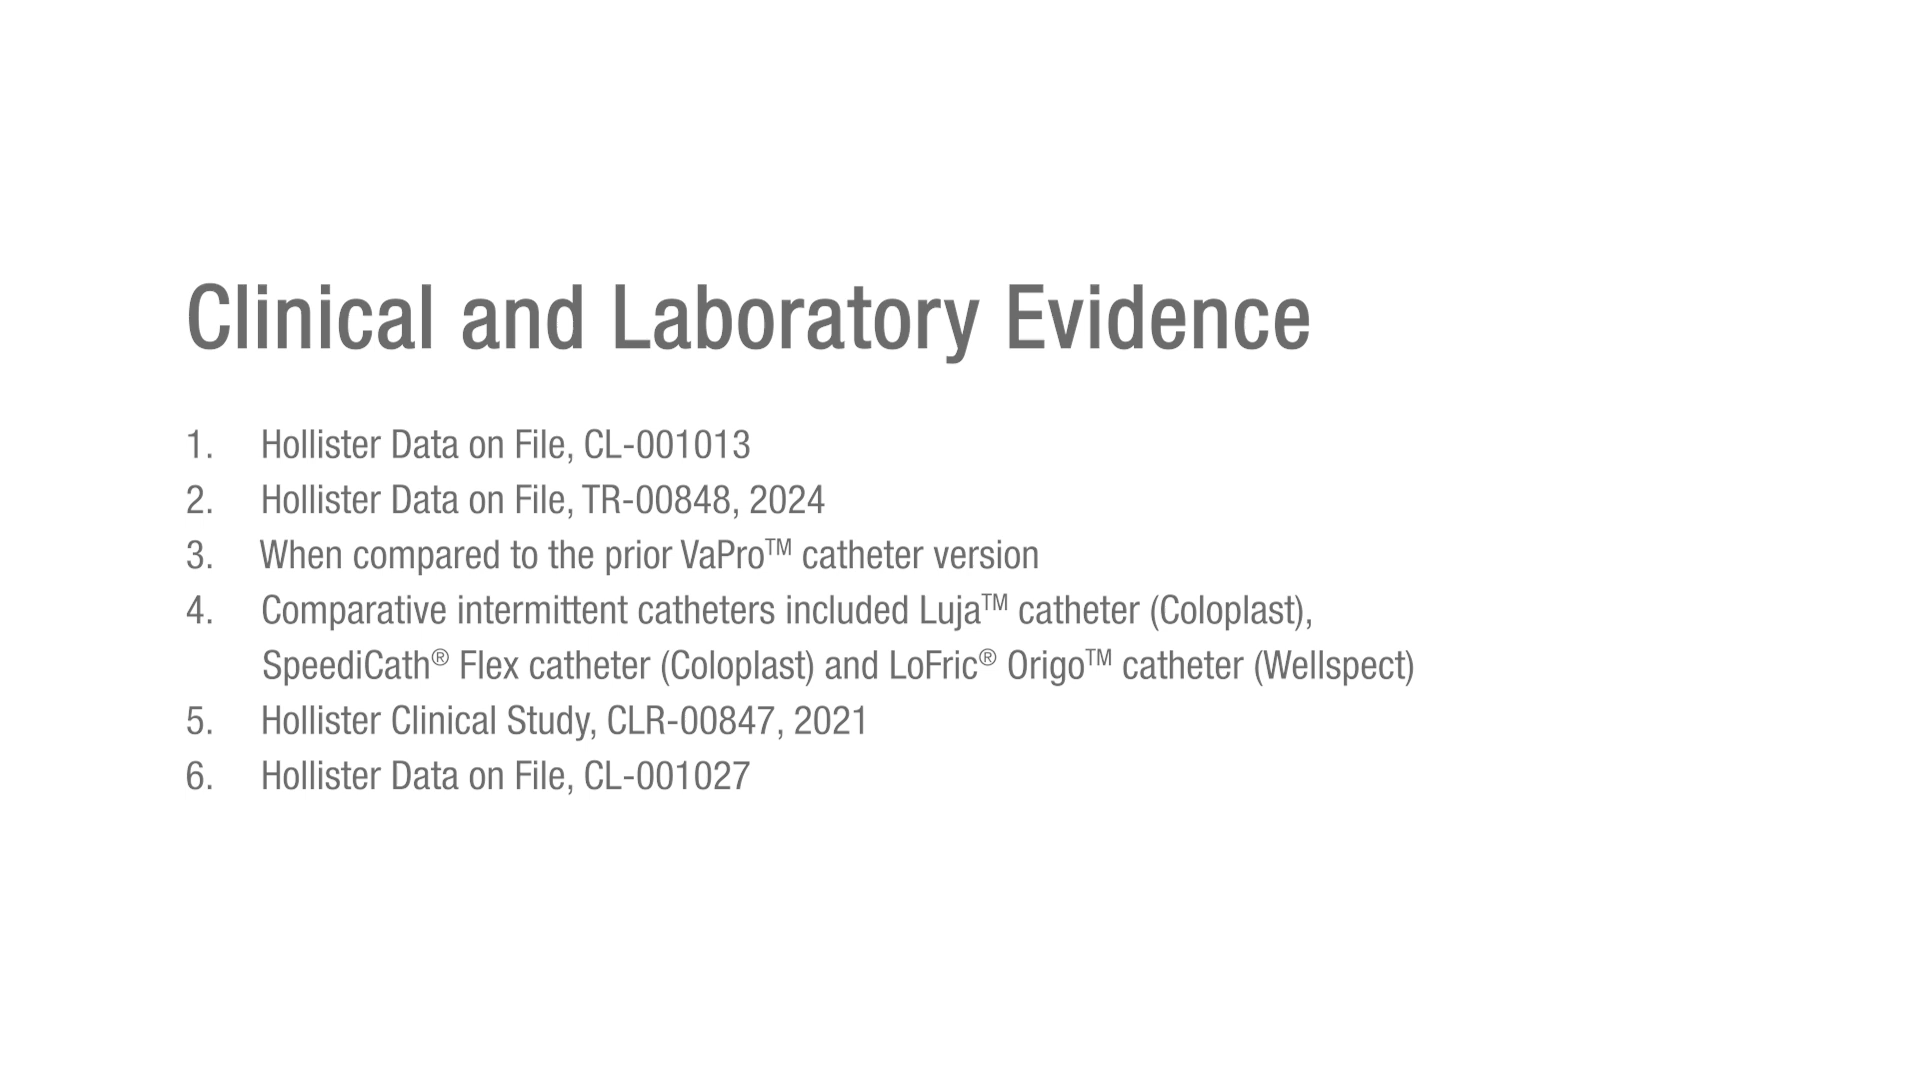 Clinical and Laboratory Evidence
1. Hollister Data on File, CL-001013
2. Hollister Data on File, TR-00848, 2024
3. When compared to the prior VaPro™ catheter version
4. Comparative intermittent catheters included Luja™ catheter (Coloplast),
SpeediCath® Flex catheter (Coloplast) and LoFric® Origo™ catheter (Wellspect)
5. Hollister Clinical Study, CLR-00847, 2021
6. Hollister Data on File, CL-001027